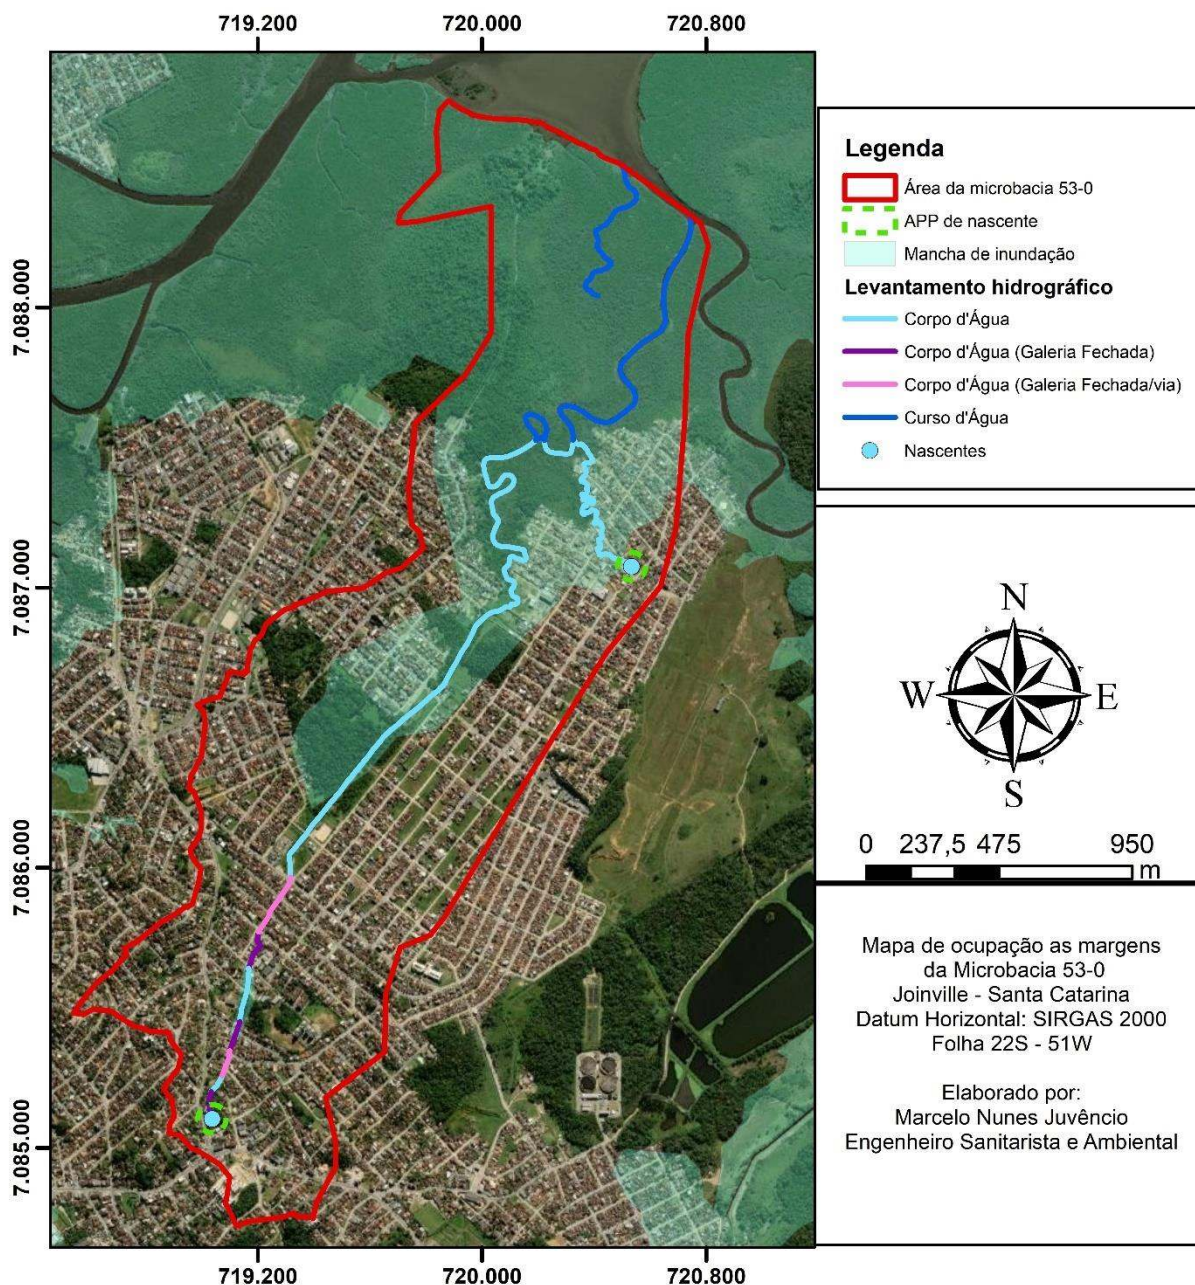 719.200 720.000 720.800
7.088.000
7.087.000
7.086.000
7.085.000
719.200 720.000 720.800
Legenda
Área da microbacia 53-0
APP de nascente
Mancha de inundação
Levantamento hidrográfico
Corpo d'Água
Corpo d'Água (Galeria Fechada)
Corpo d'Água (Galeria Fechada/via)
Curso d'Água
Nascentes
N
W E
S
0 237,5 475 950
m
Mapa de ocupação as margens
da Microbacia 53-0
Joinville - Santa Catarina
Datum Horizontal: SIRGAS 2000
Folha 22S - 51W
Elaborado por:
Marcelo Nunes Juvêncio
Engenheiro Sanitarista e Ambiental